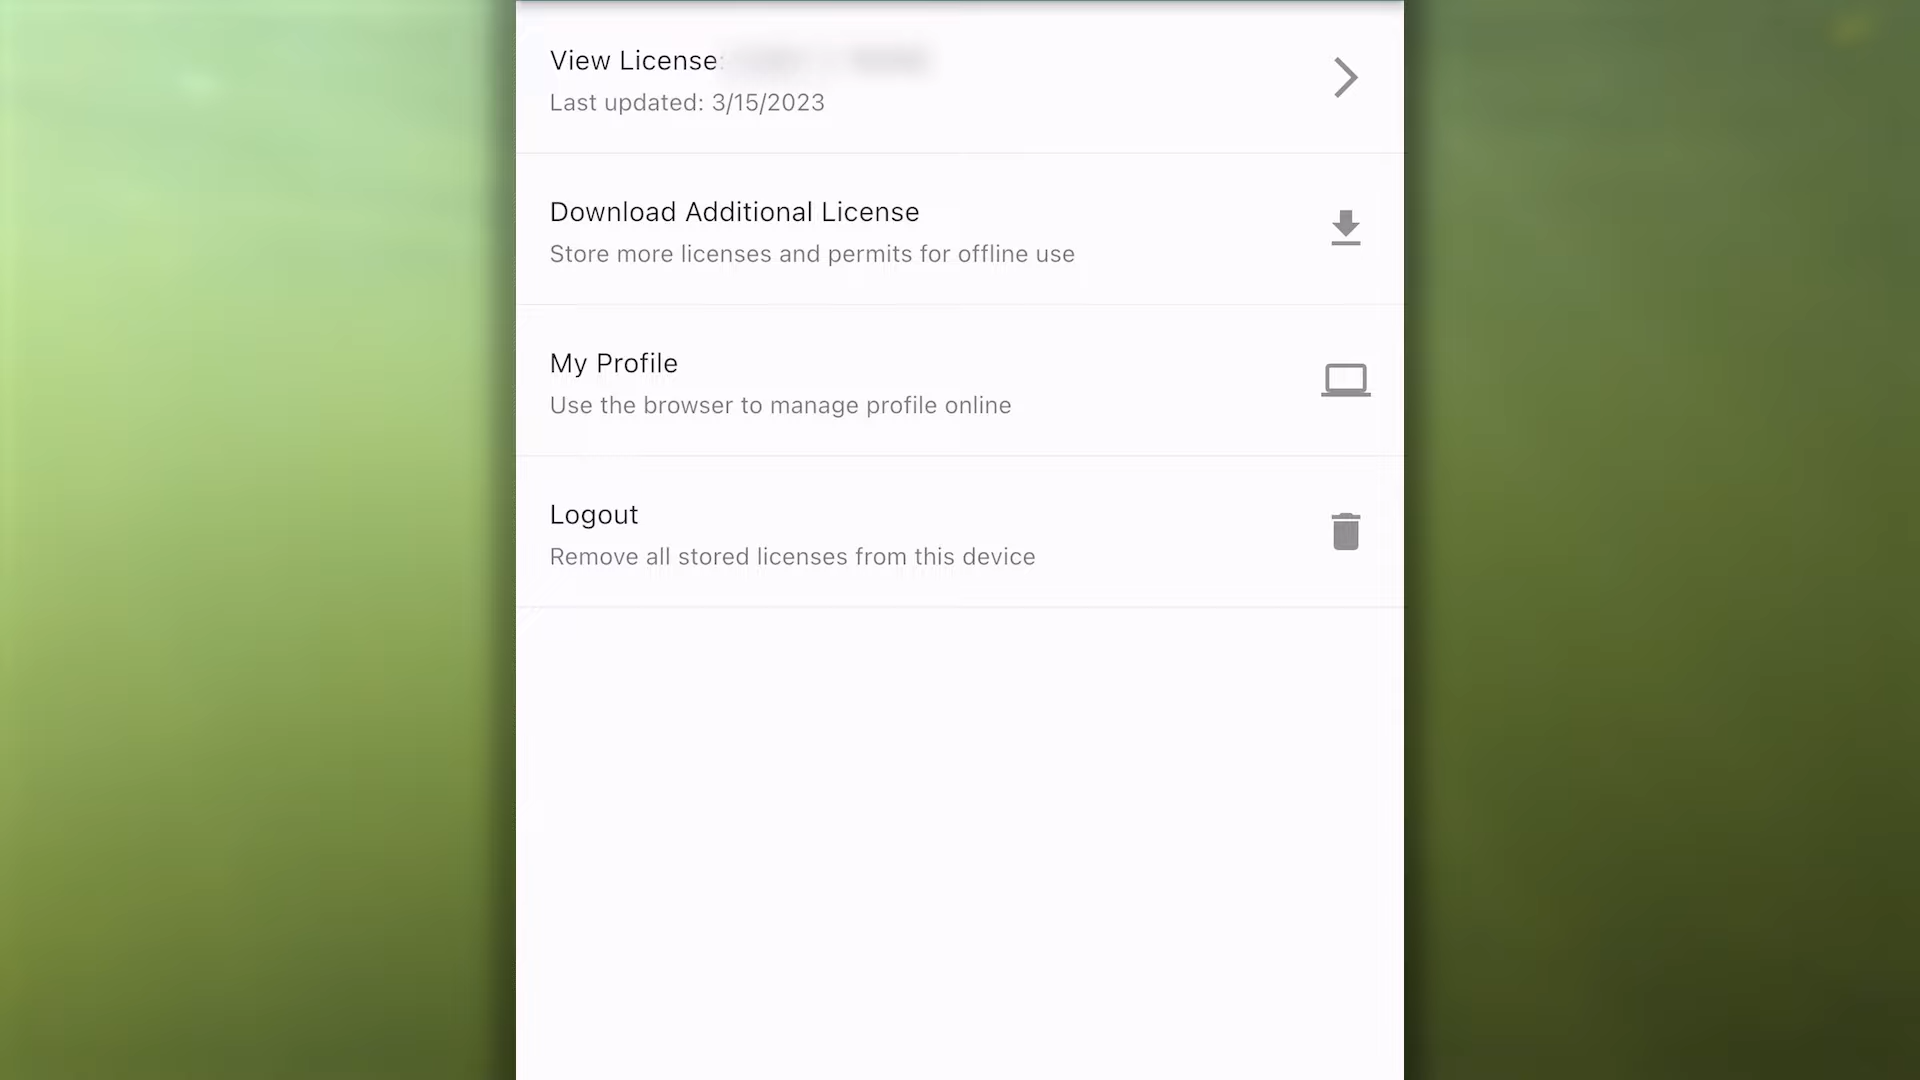 View License:
Last updated: 3/15/2023
Download Additional License
Store more licenses and permits for offline use
My Profile
Use the browser to manage profile online
Logout
Remove all stored licenses from this device